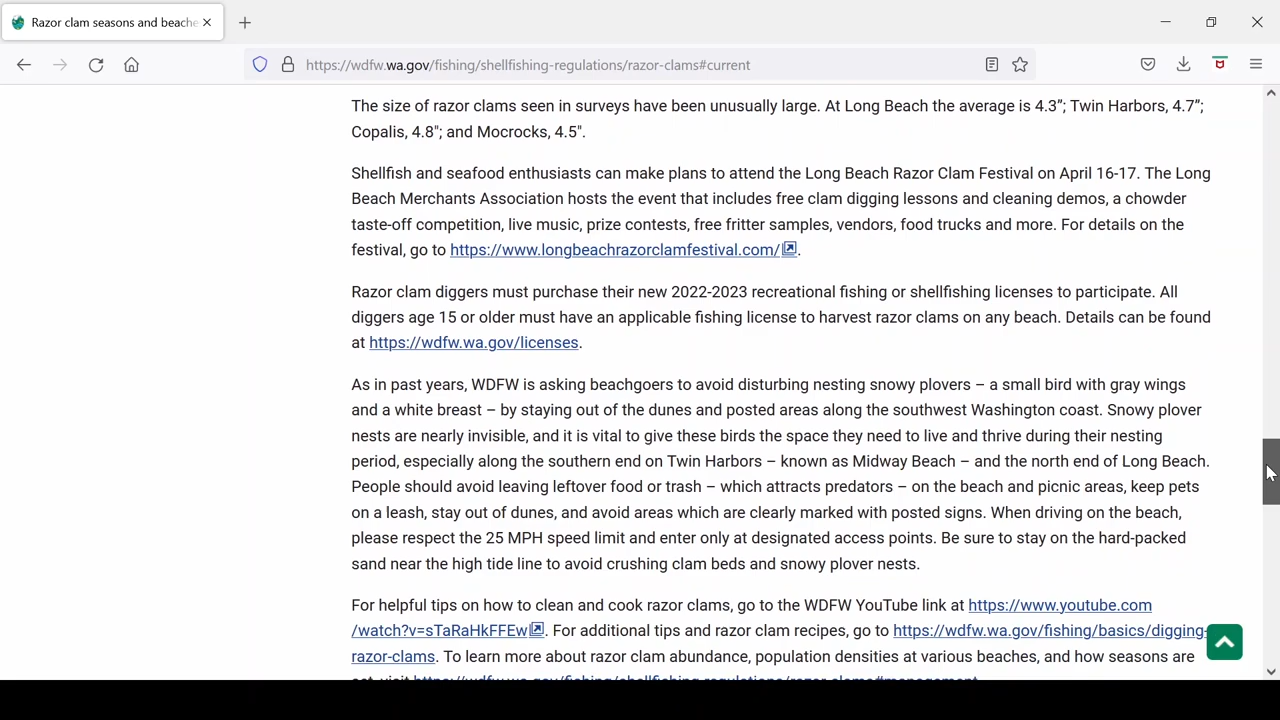 Razor clam seasons and beache
https://wdfw.wa.gov/fishing/shellfishing-regulations/razor-clams#current
The size of razor clams seen in surveys have been unusually large. At Long Beach the average is 4.3”; Twin Harbors, 4.7”;
Copalis, 4.8"; and Mocrocks, 4.5".
Shellfish and seafood enthusiasts can make plans to attend the Long Beach Razor Clam Festival on April 16-17. The Long
Beach Merchants Association hosts the event that includes free clam digging lessons and cleaning demos, a chowder
taste-off competition, live music, prize contests, free fritter samples, vendors, food trucks and more. For details on the
festival, go to https://www.longbeachrazorclamfestival.com/.
Razor clam diggers must purchase their new 2022-2023 recreational fishing or shellfishing licenses to participate. All
diggers age 15 or older must have an applicable fishing license to harvest razor clams on any beach. Details can be found
at https://wdfw.wa.gov/licenses.
As in past years, WDFW is asking beachgoers to avoid disturbing nesting snowy plovers – a small bird with gray wings
and a white breast – by staying out of the dunes and posted areas along the southwest Washington coast. Snowy plover
nests are nearly invisible, and it is vital to give these birds the space they need to live and thrive during their nesting
period, especially along the southern end on Twin Harbors – known as Midway Beach – and the north end of Long Beach.
People should avoid leaving leftover food or trash – which attracts predators – on the beach and picnic areas, keep pets
on a leash, stay out of dunes, and avoid areas which are clearly marked with posted signs. When driving on the beach,
please respect the 25 MPH speed limit and enter only at designated access points. Be sure to stay on the hard-packed
sand near the high tide line to avoid crushing clam beds and snowy plover nests.
For helpful tips on how to clean and cook razor clams, go to the WDFW YouTube link at https://www.youtube.com
/watch?v=sTaRaHkFFEw. For additional tips and razor clam recipes, go to https://wdfw.wa.gov/fishing/basics/digging-
razor-clams. To learn more about razor clam abundance, population densities at various beaches, and how seasons are
set, visit https://wdfw.wa.gov/fishing/shellfishing-regulations/razor-clams#management.